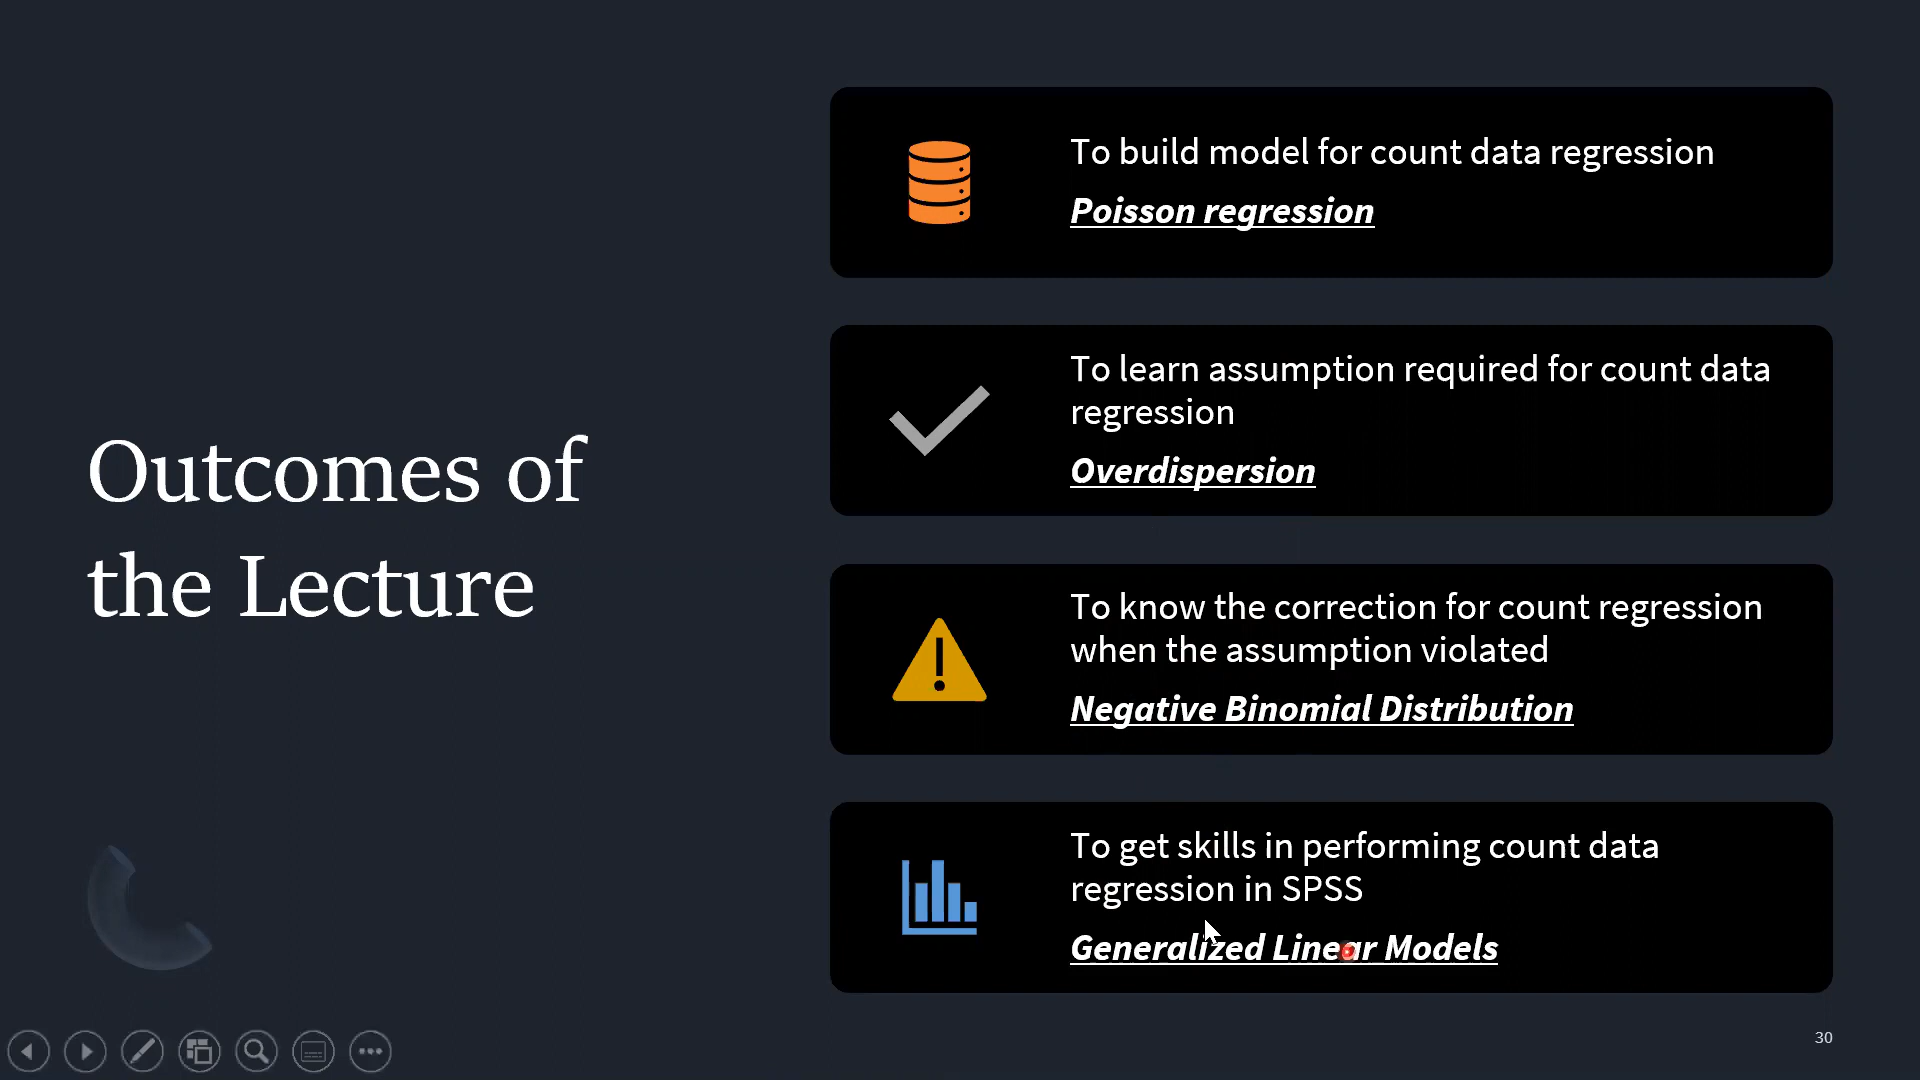 Outcomes of
the Lecture
To build model for count data regression
Poisson regression
To learn assumption required for count data
regression
Overdispersion
To know the correction for count regression
when the assumption violated
Negative Binomial Distribution
To get skills in performing count data
regression in SPSS
Generalized Linear Models
30